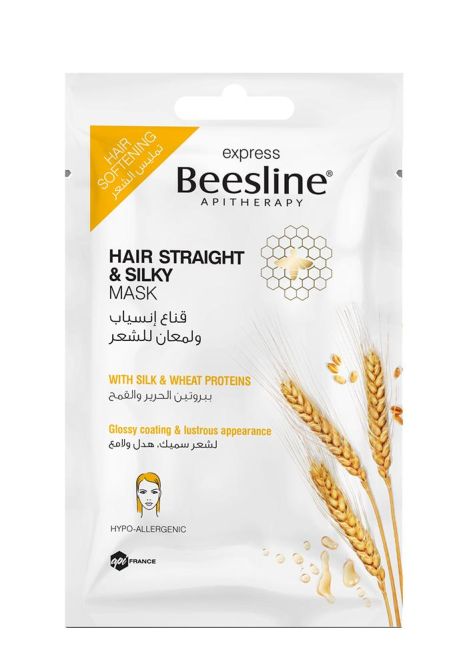 HAIR
SOFTENING
تمليس الشعر
express
Beesline®
APITHERAPY
HAIR STRAIGHT
& SILKY
MASK
قناع إنسياب
ولمعان للشعر
WITH SILK & WHEAT PROTEINS
ببروتين الحرير والقمح
Glossy coating & lustrous appearance
لشعر سميك، هدل ولامع
HYPO-ALLERGENIC
FRANCE